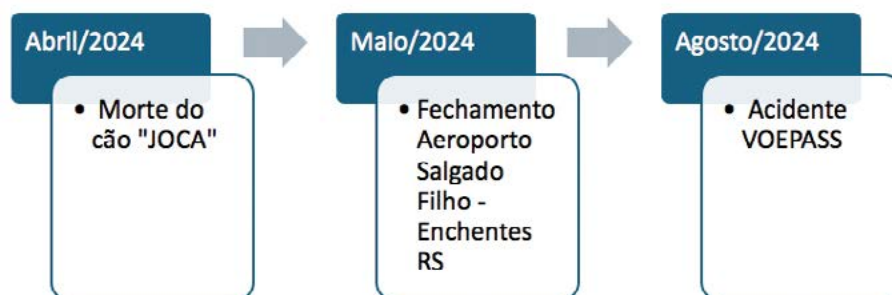 Abril/2024
• Morte do
cão "JOCA"
Maio/2024
• Fechamento
Aeroporto
Salgado
Filho -
Enchentes
RS
Agosto/2024
• Acidente
VOEPASS